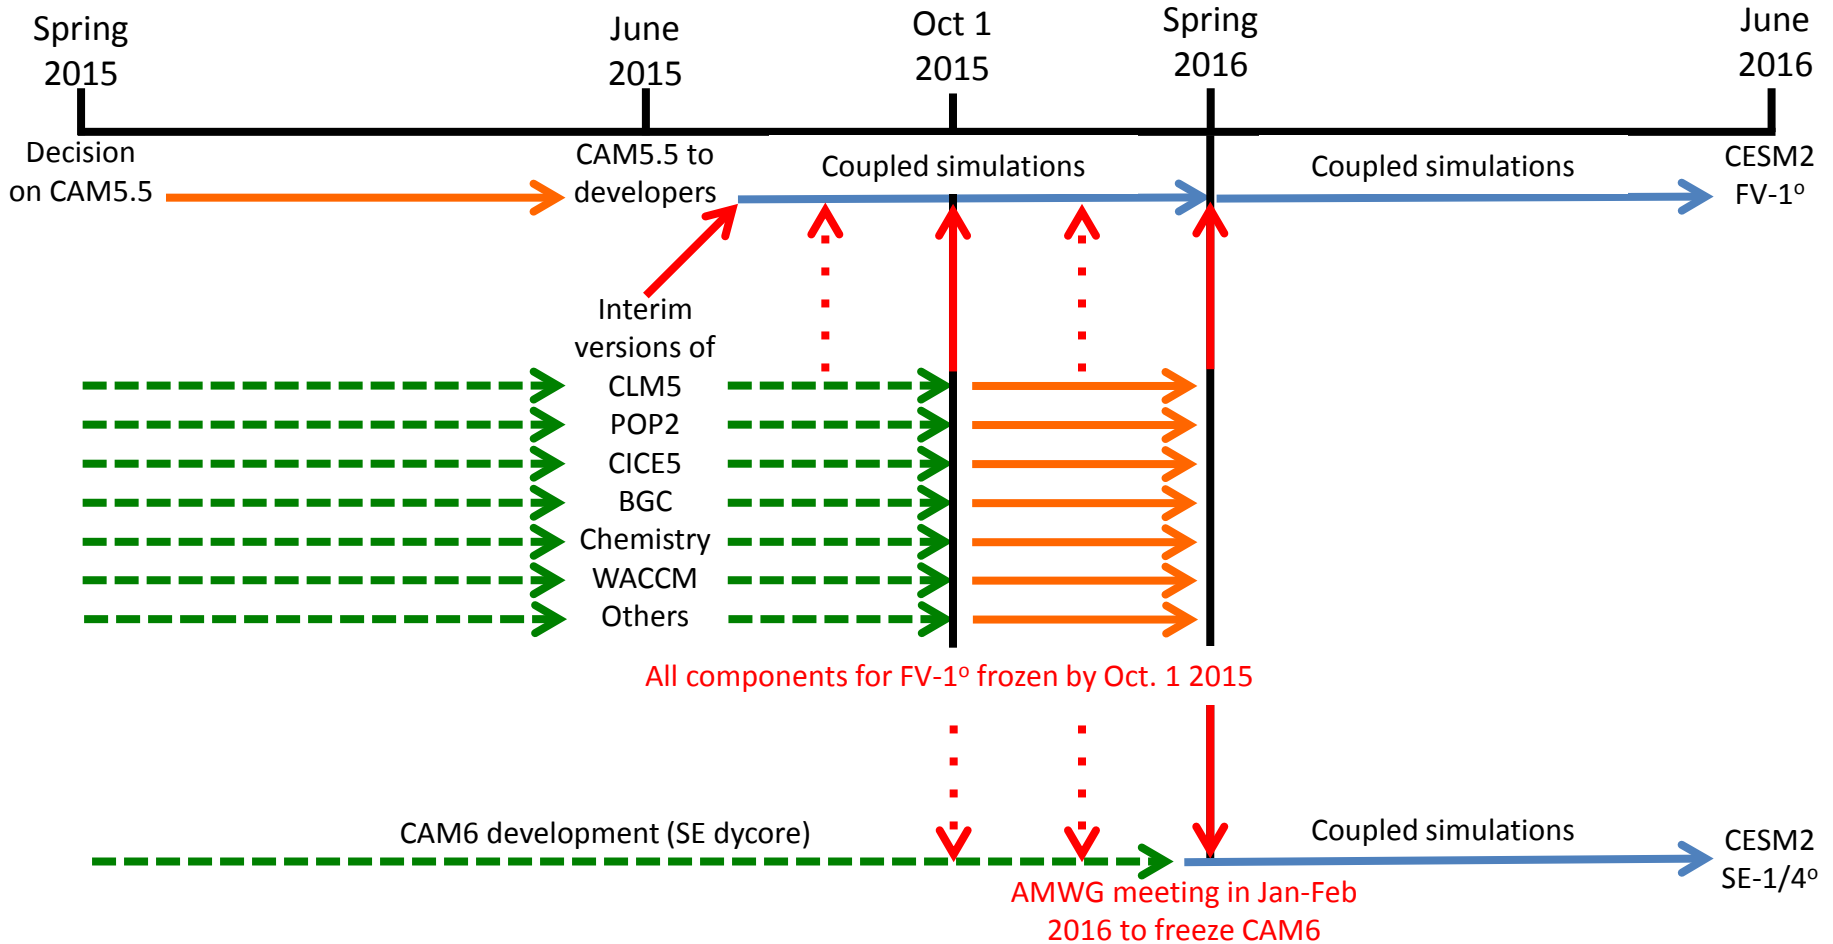 Spring
2015
June
2015
Oct 1
2015
Spring
2016
June
2016
Decision
on CAM5.5
CAM5.5 to
developers
Coupled simulations
Coupled simulations
CESM2
FV-1º
Interim
versions of
CLM5
POP2
CICE5
BGC
Chemistry
WACCM
Others
All components for FV-1º frozen by Oct. 1 2015
CAM6 development (SE dycore)
Coupled simulations
CESM2
SE-1/4º
AMWG meeting in Jan-Feb
2016 to freeze CAM6